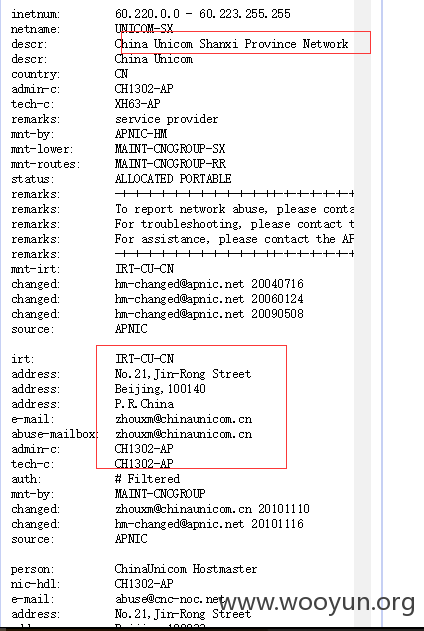 inetnum: 60.220.0.0 - 60.223.255.255
netname: UNICOM-SX
descr: China Unicom Shanxi Province Network
descr: China Unicom
country: CN
admin-c: CH1302-AP
tech-c: XH63-AP
remarks: service provider
mnt-by: APNIC-HM
mnt-lower: MAINT-CNCGROUP-SX
mnt-routes: MAINT-CNCGROUP-RR
status: ALLOCATED PORTABLE
remarks: -+-+-+-+-+-+-+-+-+-+-+-+
remarks: To report network abuse, please conta
remarks: For troubleshooting, please contact t
remarks: For assistance, please contact the AP
remarks: -+-+-+-+-+-+-+-+-+-+-+-+
mnt-irt: IRT-CU-CN
changed: hm-changed@apnic.net 20040716
changed: hm-changed@apnic.net 20060124
changed: hm-changed@apnic.net 20090508
source: APNIC
irt: IRT-CU-CN
address: No.21,Jin-Rong Street
address: Beijing,100140
address: P.R.China
e-mail: zhouxm@chinaunicom.cn
abuse-mailbox: zhouxm@chinaunicom.cn
admin-c: CH1302-AP
tech-c: CH1302-AP
auth: # Filtered
mnt-by: MAINT-CNCGROUP
changed: zhouxm@chinaunicom.cn 20101110
changed: hm-changed@apnic.net 20101116
source: APNIC
person: ChinaUnicom Hostmaster
nic-hdl: CH1302-AP
e-mail: abuse@cnc-noc.net
address: No.21,Jin-Rong Street
www.wooyun.org